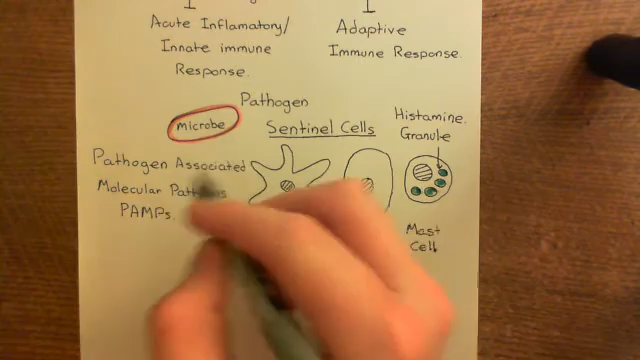 Acute Inflamatory/
Innate immune
Response.
Adaptive
Immune Response.
Pathogen
microbe
Sentinel Cells
Histamine
Granule
Pathogen Associated
Molecular Patterns
PAMPs.
Mast
Cell